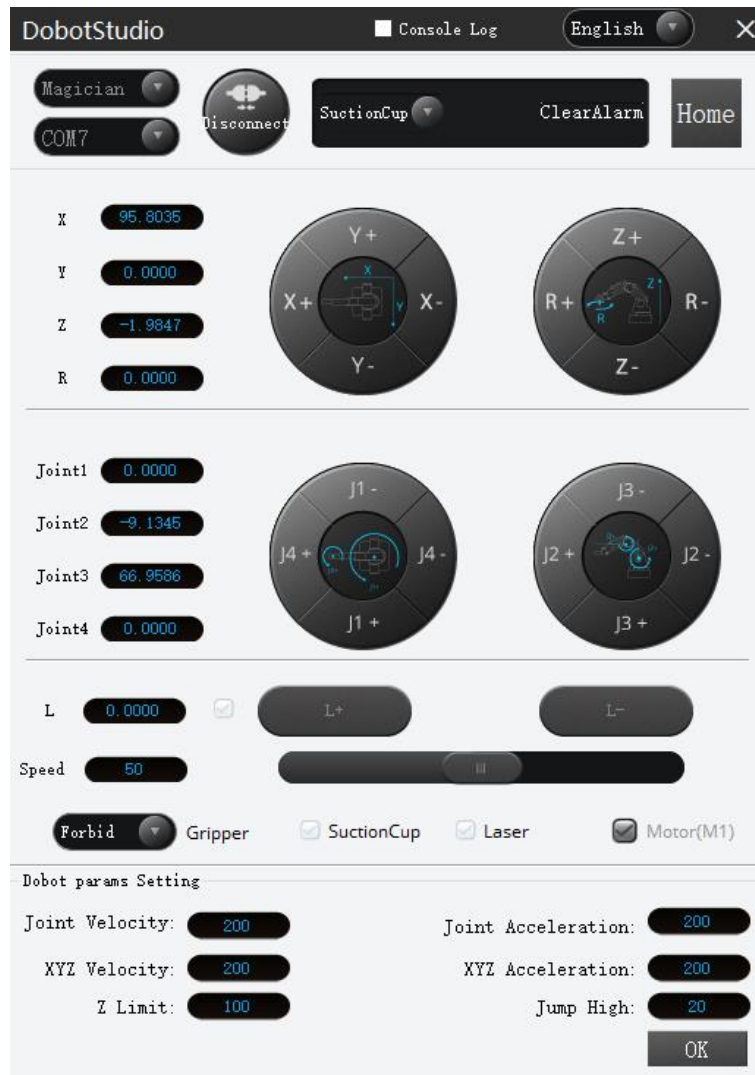 DobotStudio Console Log English
Magician
COM7
Disconnect
SuctionCup ClearAlarm
Home
X 95.8035
Y 0.0000
Z -1.9847
R 0.0000
Y+
X+ X-
Y-
X
Y
Z+
R+ R-
Z-
Z
R
Joint1 0.0000
Joint2 -9.1345
Joint3 66.9586
Joint4 0.0000
J1 -
J4 + J4 -
J1 +
J3 -
J2 + J2 -
J3 +
L 0.0000 L+ L-
Speed 50
Forbid Gripper SuctionCup Laser Motor(M1)
Dobot params Setting
Joint Velocity: 200 Joint Acceleration: 200
XYZ Velocity: 200 XYZ Acceleration: 200
Z Limit: 100 Jump High: 20
OK